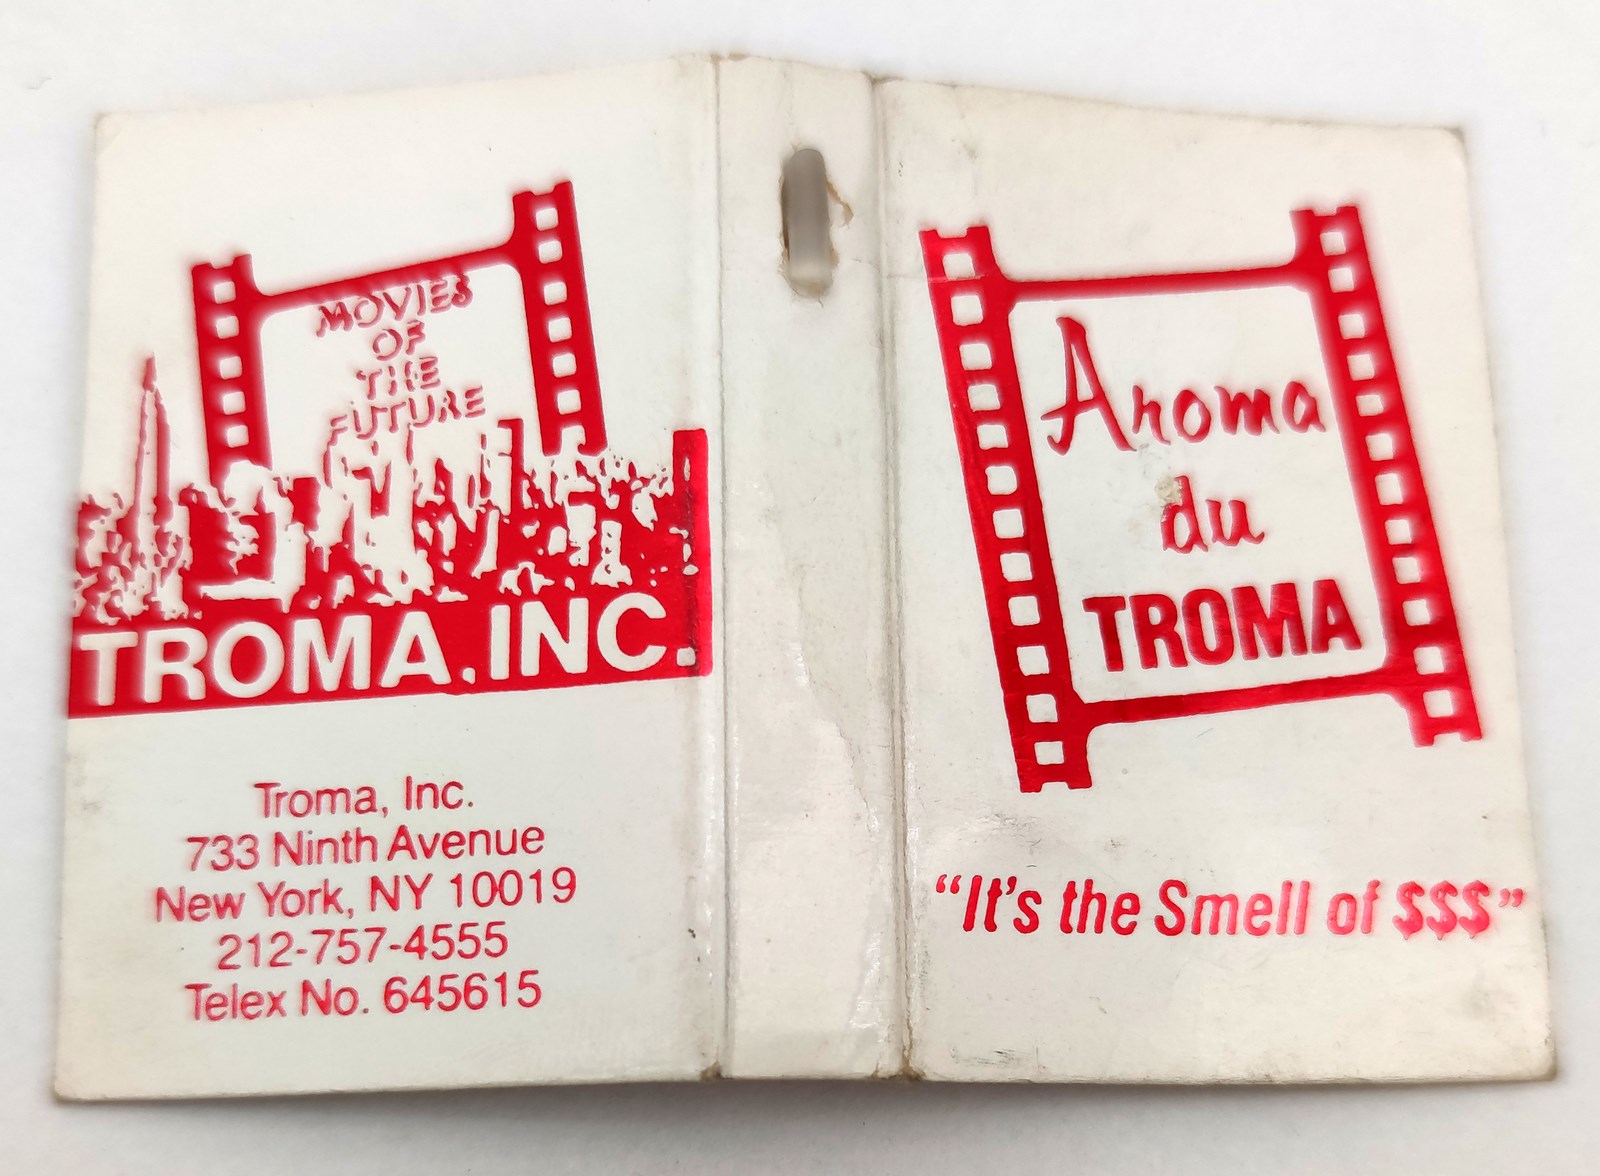 MOVIES
OF
THE
FUTURE
TROMA, INC.
Troma, Inc.
733 Ninth Avenue
New York, NY 10019
212-757-4555
Telex No. 645615
Aroma
du
TROMA
"It's the Smell of $$$"